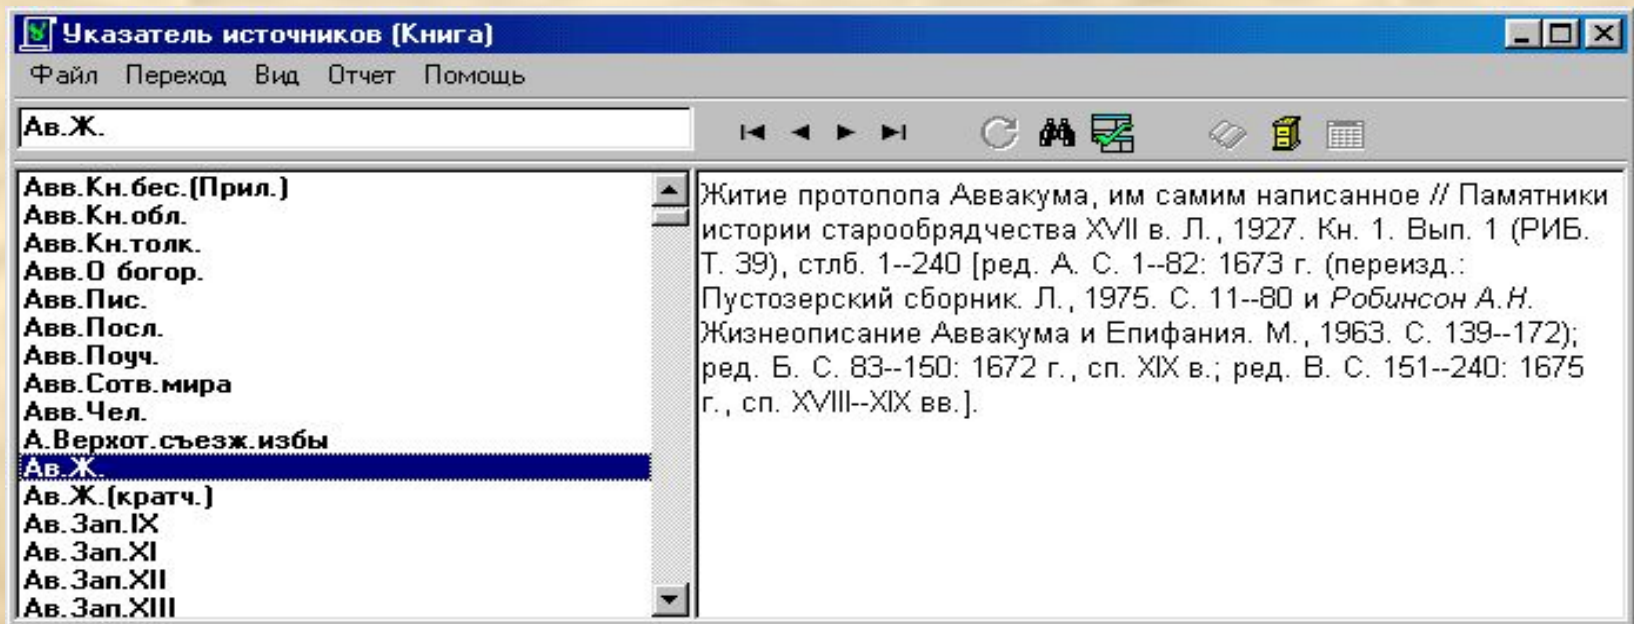 Указатель источников (Книга)
Файл Переход Вид Отчет Помощь
Ав.Ж.
Авв.Кн.бес.(Прил.)
Авв.Кн.обл.
Авв.Кн.толк.
Авв.О богор.
Авв.Пис.
Авв.Посл.
Авв.Поуч.
Авв.Сотв.мира
Авв.Чел.
А.Верхот.съезж.избы
Ав.Ж.
Ав.Ж.(кратч.)
Ав.Зап.IX
Ав.Зап.XI
Ав.Зап.XII
Ав.Зап.XIII
Житие протопопа Аввакума, им самим написанное // Памятники
истории старообрядчества XVII в. Л., 1927. Кн. 1. Вып. 1 (РИБ.
Т. 39), стлб. 1--240 [ред. А. С. 1--82: 1673 г. (переизд.:
Пустозерский сборник. Л., 1975. С. 11--80 и Робинсон А.Н.
Жизнеописание Аввакума и Епифания. М., 1963. С. 139--172);
ред. Б. С. 83--150: 1672 г., сп. XIX в.; ред. В. С. 151--240: 1675
г., сп. XVIII--XIX вв.].